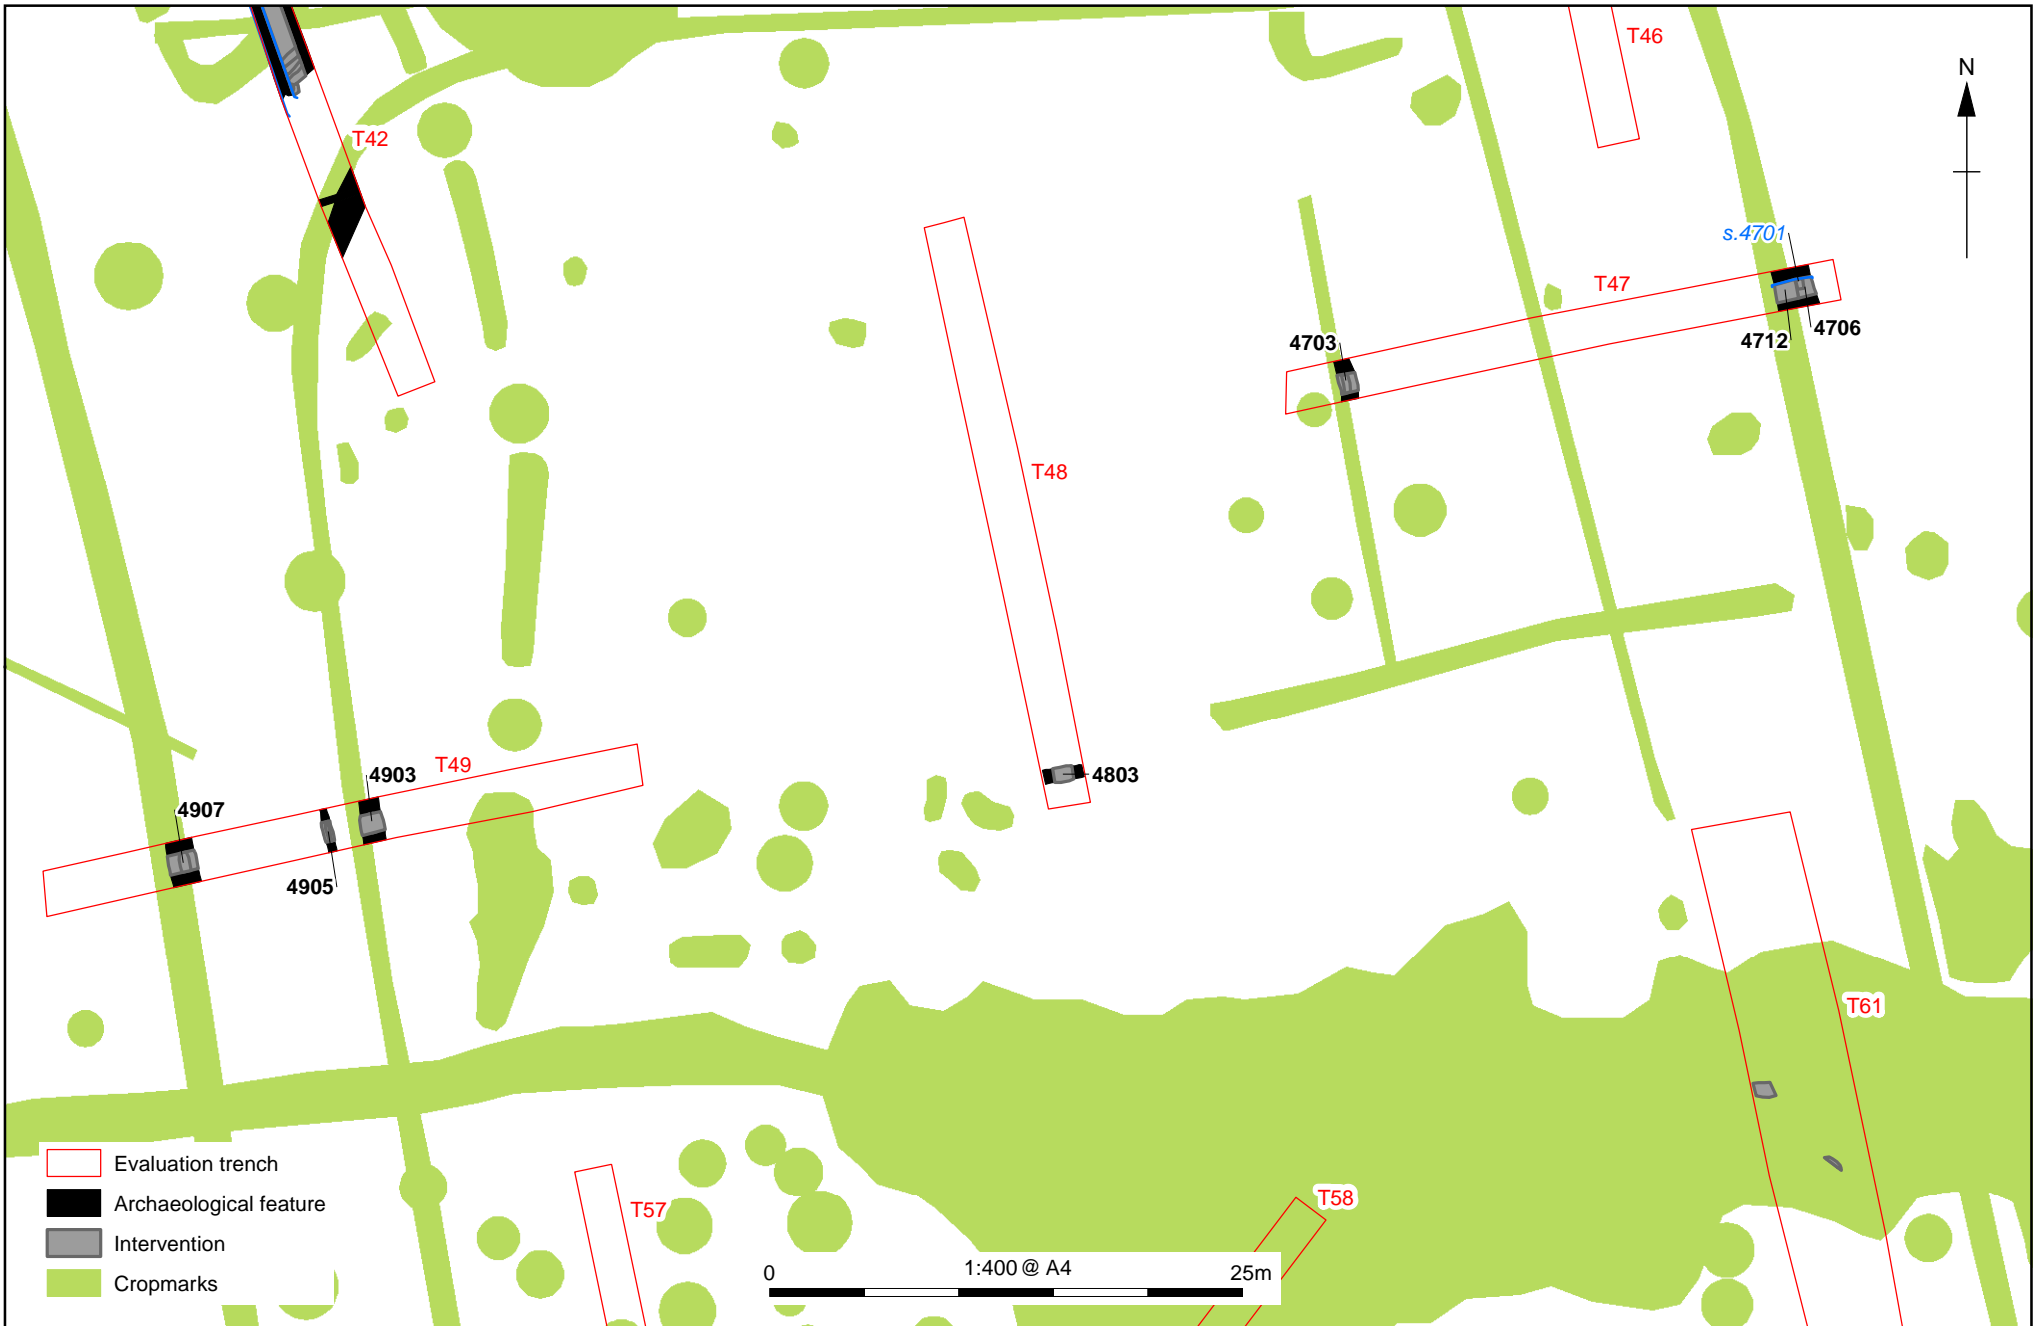 T46
N
T42
s.4701
T47
4706
4712
4703
T48
4903
T49
4803
4907
4905
T61
Evaluation trench
Archaeological feature
T57
T58
Intervention
Cropmarks
0 1:400 @ A4 25m